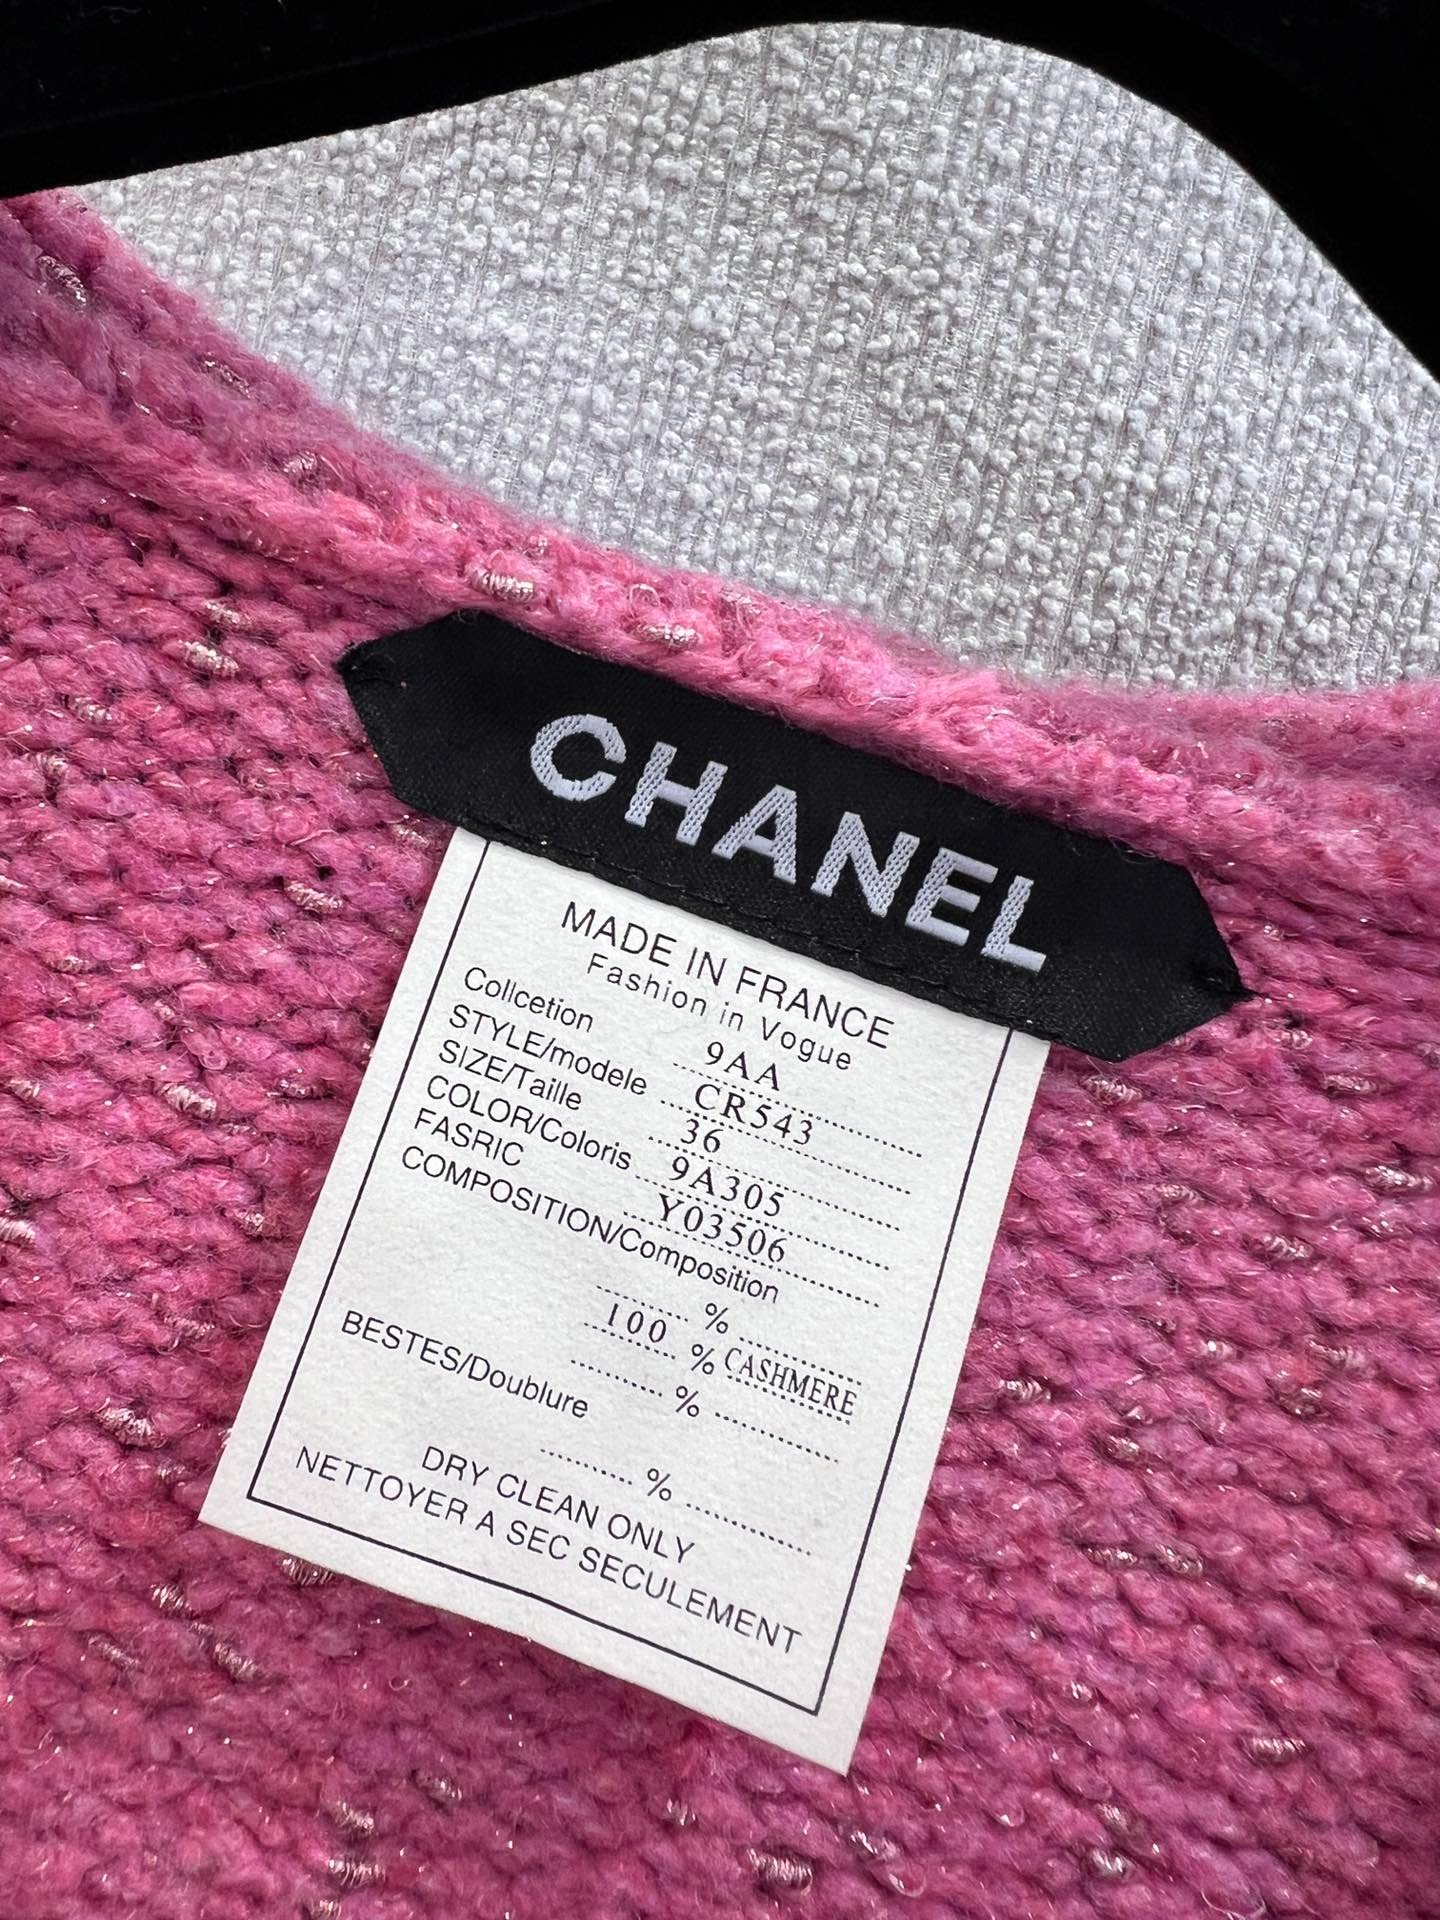 CHANEL
MADE IN FRANCE
Fashion in Vogue
Collcetion 9AA
STYLE/modele CR543
SIZE/Taille 36
COLOR/Coloris 9A305
FASRIC Y03506
COMPOSITION/Composition
%
100 % CASHMERE
%
BESTES/Doublure
%
DRY CLEAN ONLY
NETTOYER A SEC SECULEMENT